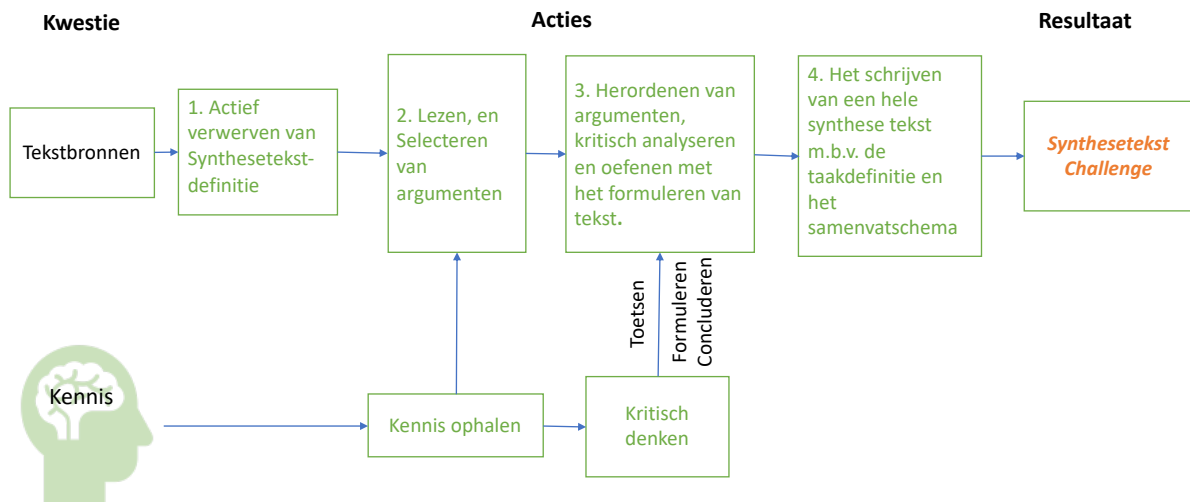 Kwestie
Acties
Resultaat
Tekstbronnen
1. Actief
verwerven van
Synthesetekst-
definitie
2. Lezen, en
Selecteren
van
argumenten
3. Herordenen van
argumenten,
kritisch analyseren
en oefenen met
het formuleren van
tekst.
4. Het schrijven
van een hele
synthese tekst
m.b.v. de
taakdefinitie en
het
samenvatschema
Synthesetekst
Challenge
Toetsen
Formuleren
Concluderen
Kennis
Kennis ophalen
Kritisch
denken